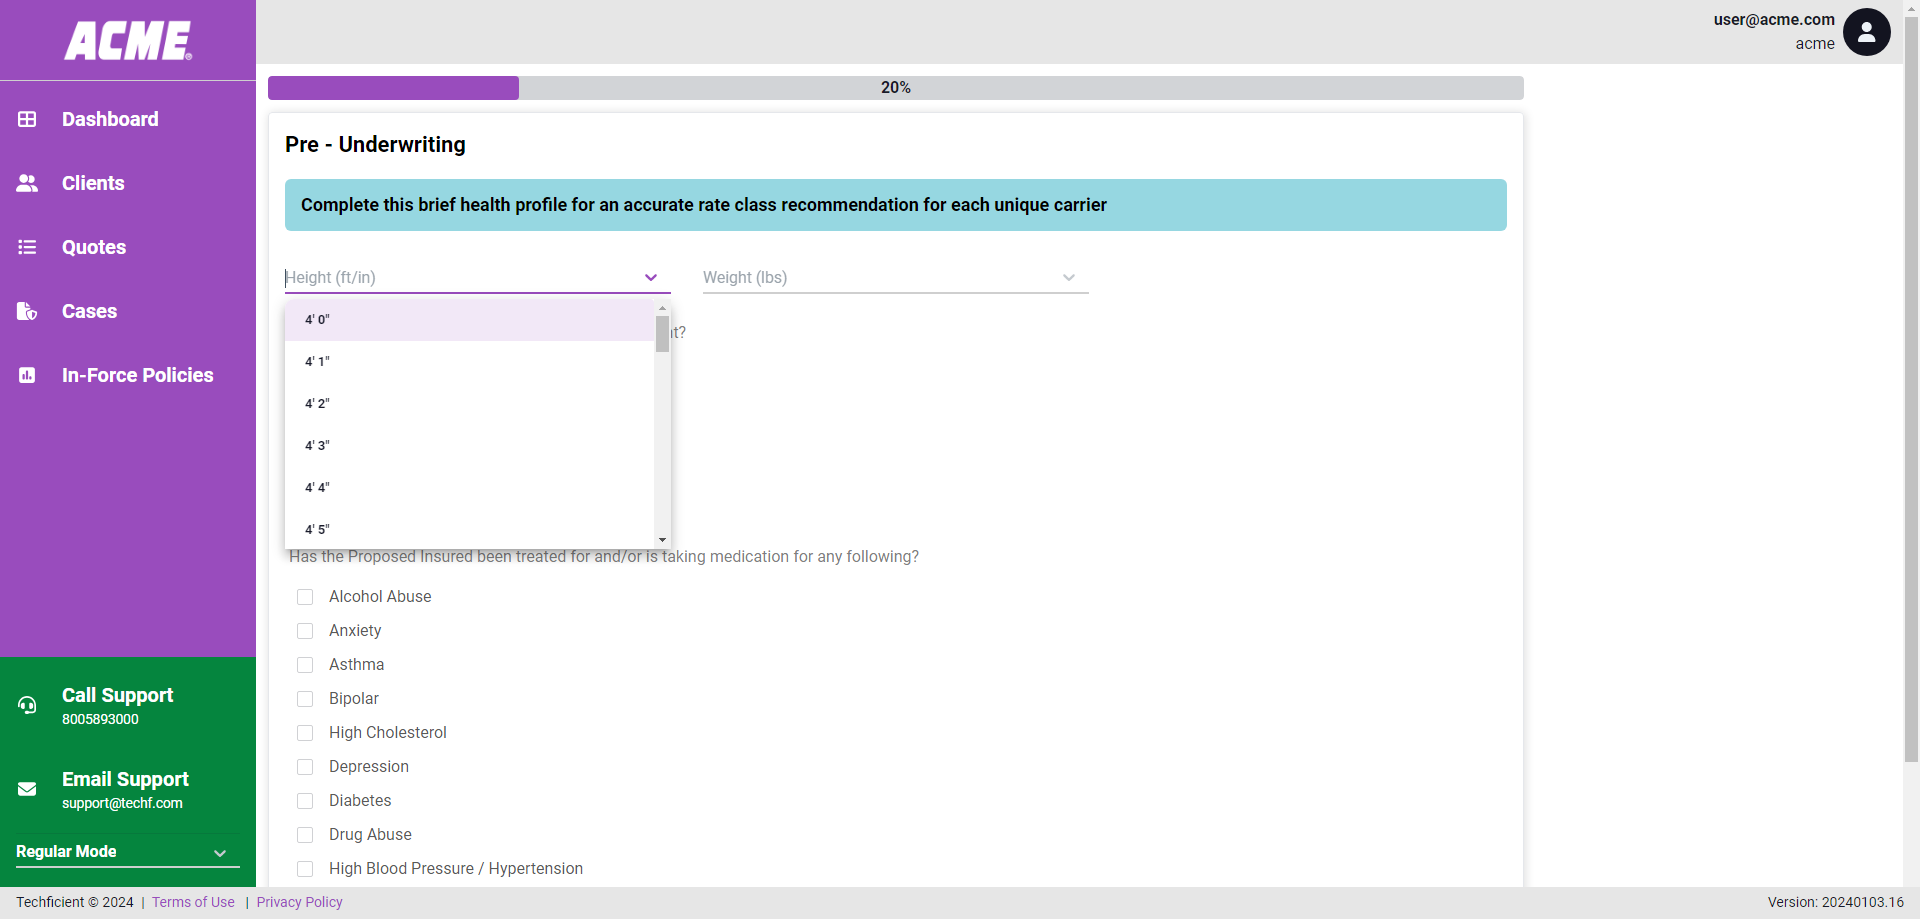 ACME®
user@acme.com
acme
Dashboard
Clients
Quotes
Cases
In-Force Policies
20%
Pre - Underwriting
Complete this brief health profile for an accurate rate class recommendation for each unique carrier
Height (ft/in)
Weight (lbs)
4' 0"
4' 1"
4' 2"
4' 3"
4' 4"
4' 5"
Has the Proposed Insured been treated for and/or is taking medication for any following?
Alcohol Abuse
Anxiety
Asthma
Bipolar
High Cholesterol
Depression
Diabetes
Drug Abuse
High Blood Pressure / Hypertension
Call Support
8005893000
Email Support
support@techf.com
Regular Mode
Techficient © 2024 | Terms of Use | Privacy Policy
Version: 20240103.16